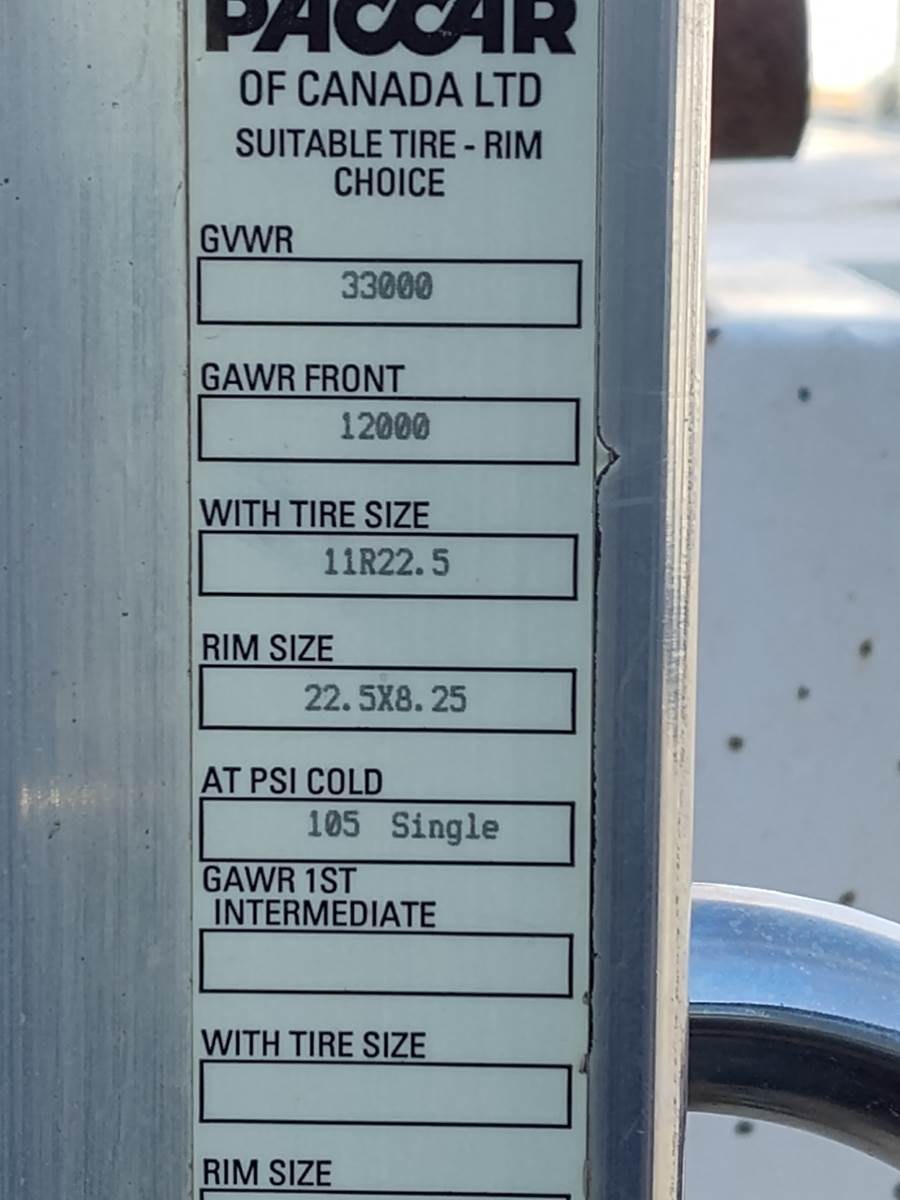 PACCAR
OF CANADA LTD
SUITABLE TIRE - RIM
CHOICE
GVWR
33000
GAWR FRONT
12000
WITH TIRE SIZE
11R22.5
RIM SIZE
22.5X8.25
AT PSI COLD
105 Single
GAWR 1ST
INTERMEDIATE
WITH TIRE SIZE
RIM SIZE